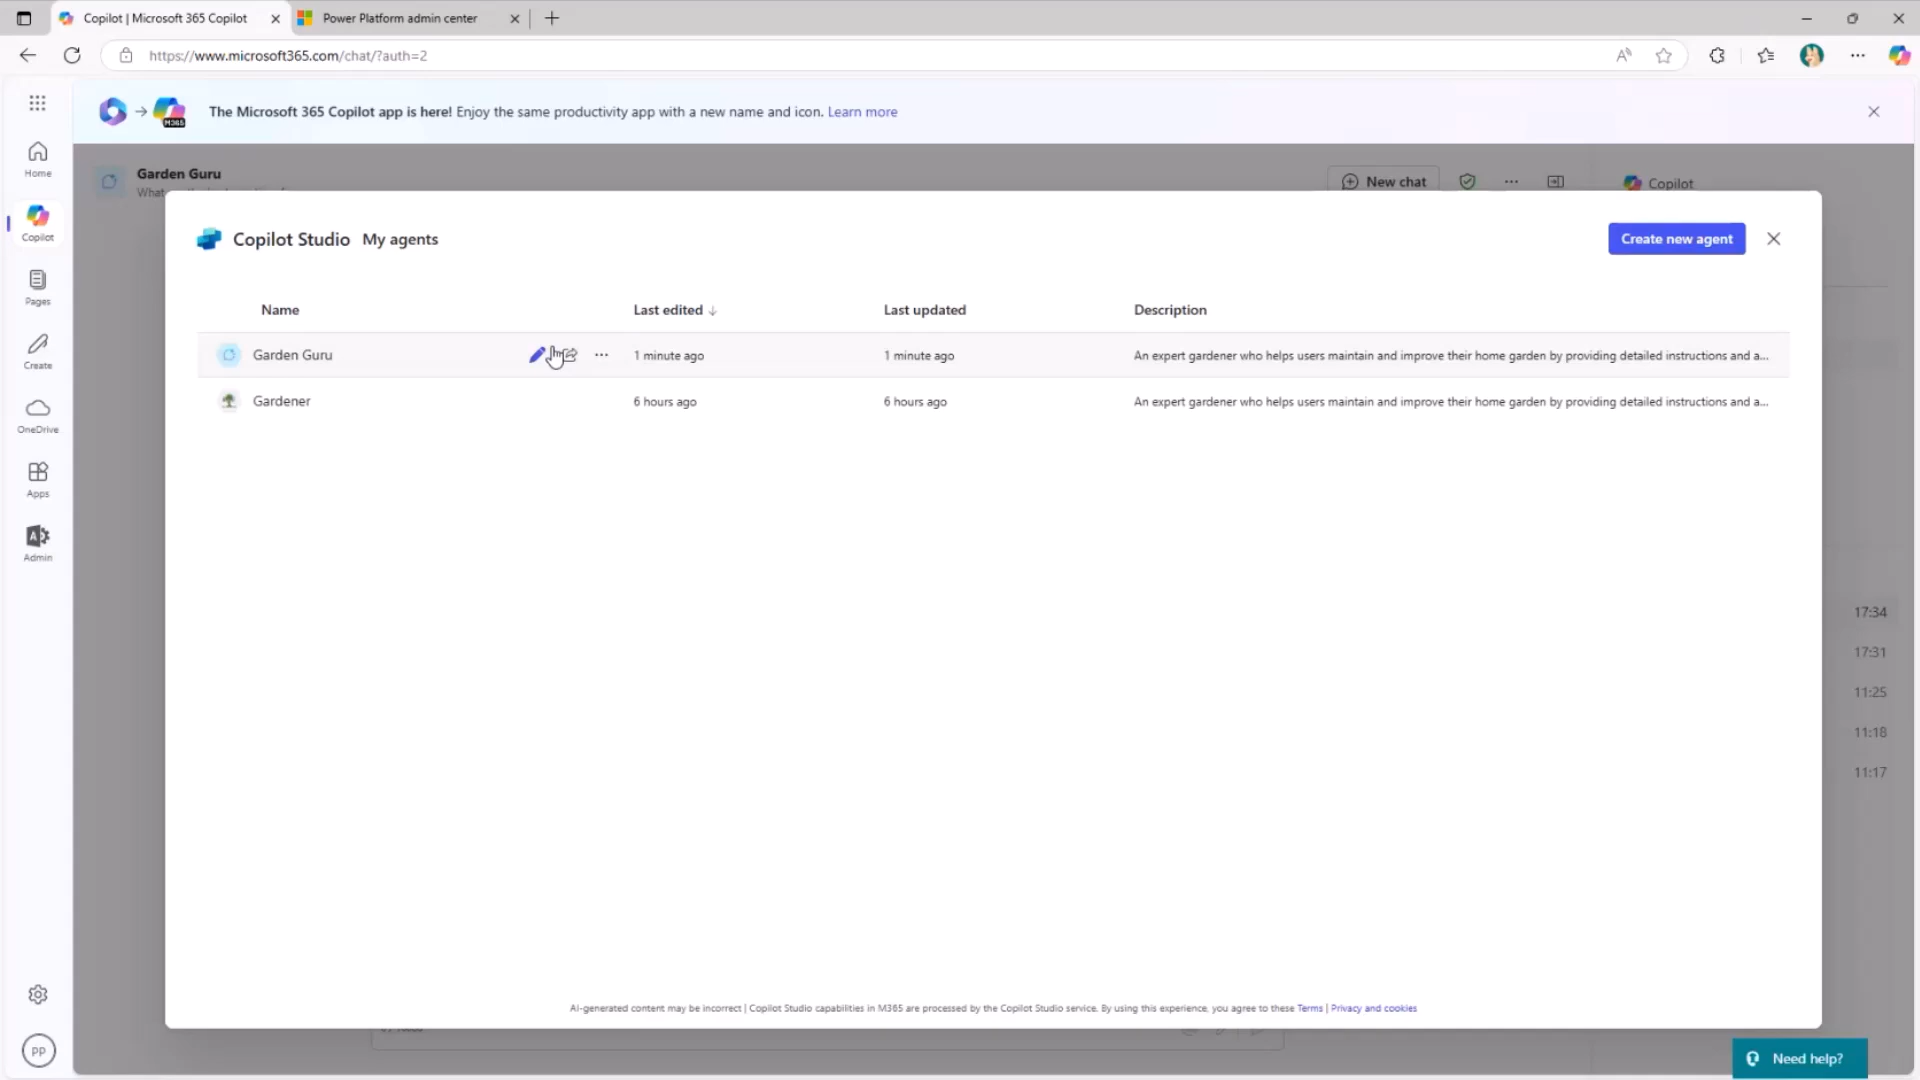 Copilot | Microsoft 365 Copilot
Power Platform admin center
https://www.microsoft365.com/chat/?auth=2
M365
The Microsoft 365 Copilot app is here! Enjoy the same productivity app with a new name and icon. Learn more
Home
Copilot
Pages
Create
OneDrive
Apps
Admin
PP
Garden Guru
What
New chat
Copilot
Copilot Studio My agents
Create new agent
Name Last edited ↓ Last updated Description
Garden Guru 1 minute ago 1 minute ago An expert gardener who helps users maintain and improve their home garden by providing detailed instructions and a...
Gardener 6 hours ago 6 hours ago An expert gardener who helps users maintain and improve their home garden by providing detailed instructions and a...
17:34
17:31
11:25
11:18
11:17
AI-generated content may be incorrect | Copilot Studio capabilities in M365 are processed by the Copilot Studio service. By using this experience, you agree to these Terms | Privacy and cookies
Need help?